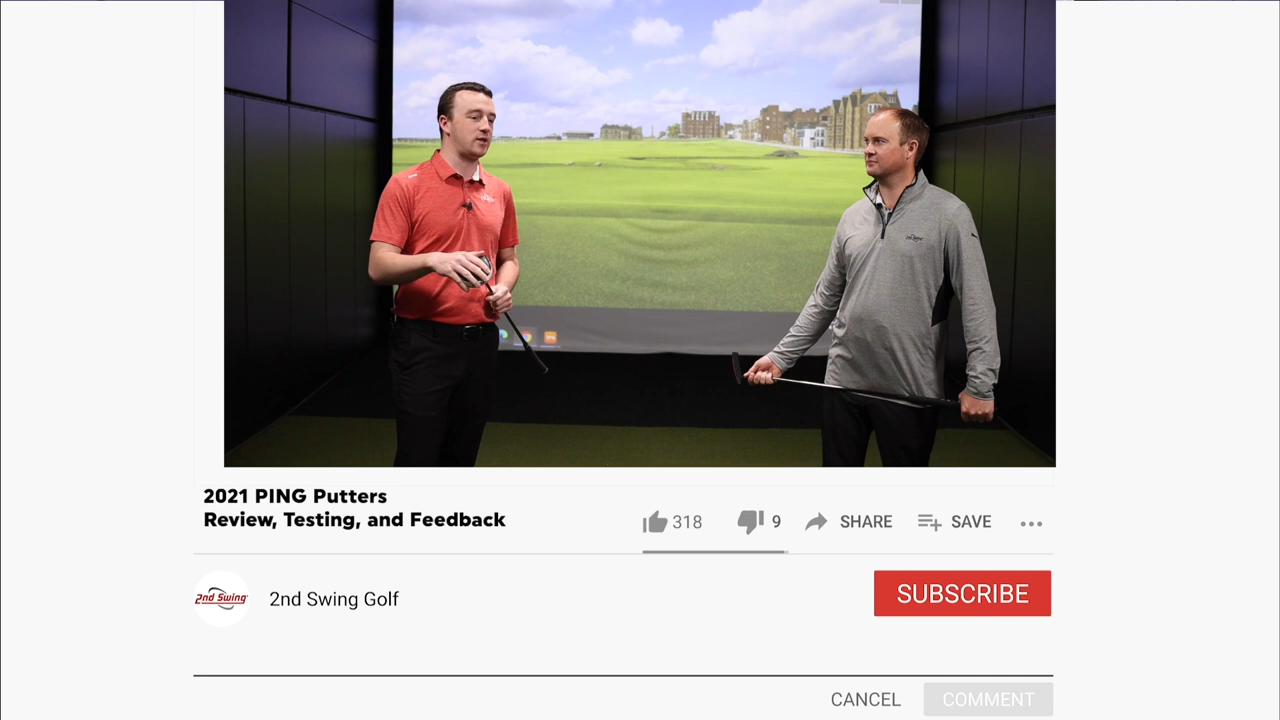 2021 PING Putters
Review, Testing, and Feedback
318
9
SHARE
SAVE
2nd Swing
2nd Swing Golf
SUBSCRIBE
CANCEL
COMMENT